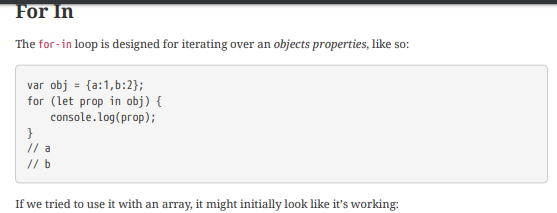 For In
The for-in loop is designed for iterating over an objects properties, like so:
var obj = {a:1,b:2};
for (let prop in obj) {
    console.log(prop);
}
// a
// b
If we tried to use it with an array, it might initially look like it's working: